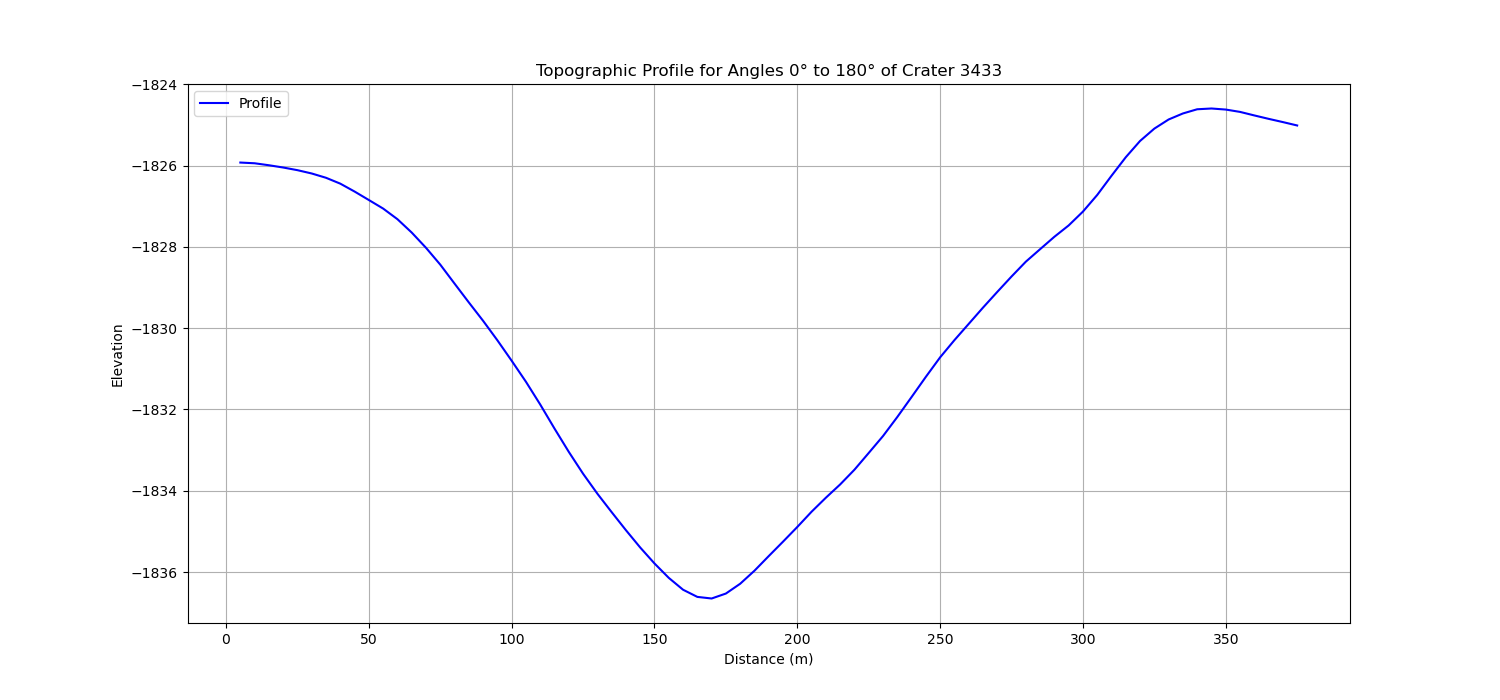 Topographic Profile for Angles 0° to 180° of Crater 3433
Profile
Elevation
−1824
−1826
−1828
−1830
−1832
−1834
−1836
0 50 100 150 200 250 300 350
Distance (m)